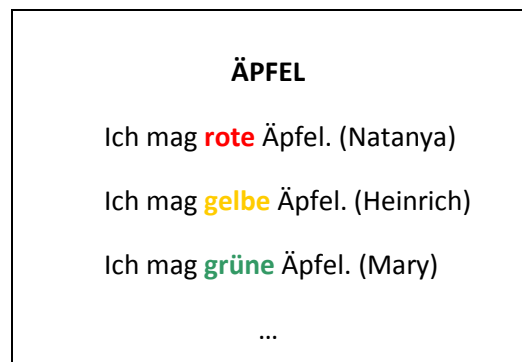 ÄPFEL
Ich mag rote Äpfel. (Natanya)
Ich mag gelbe Äpfel. (Heinrich)
Ich mag grüne Äpfel. (Mary)
...